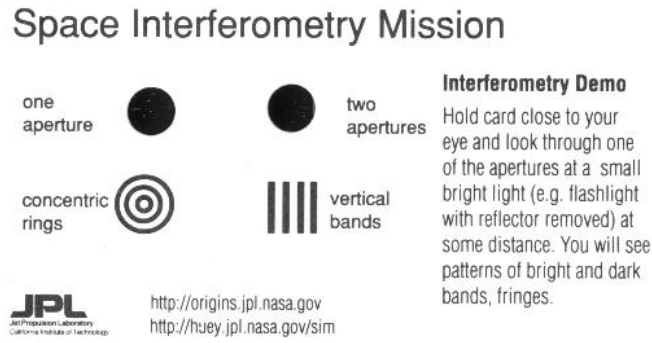 Space Interferometry Mission
one
aperture
two
apertures
concentric
rings
vertical
bands
Interferometry Demo
Hold card close to your
eye and look through one
of the apertures at a small
bright light (e.g. flashlight
with reflector removed) at
some distance. You will see
patterns of bright and dark
bands, fringes.
JPL
Jet Propulsion Laboratory
California Institute of Technology
http://origins.jpl.nasa.gov
http://huey.jpl.nasa.gov/sim